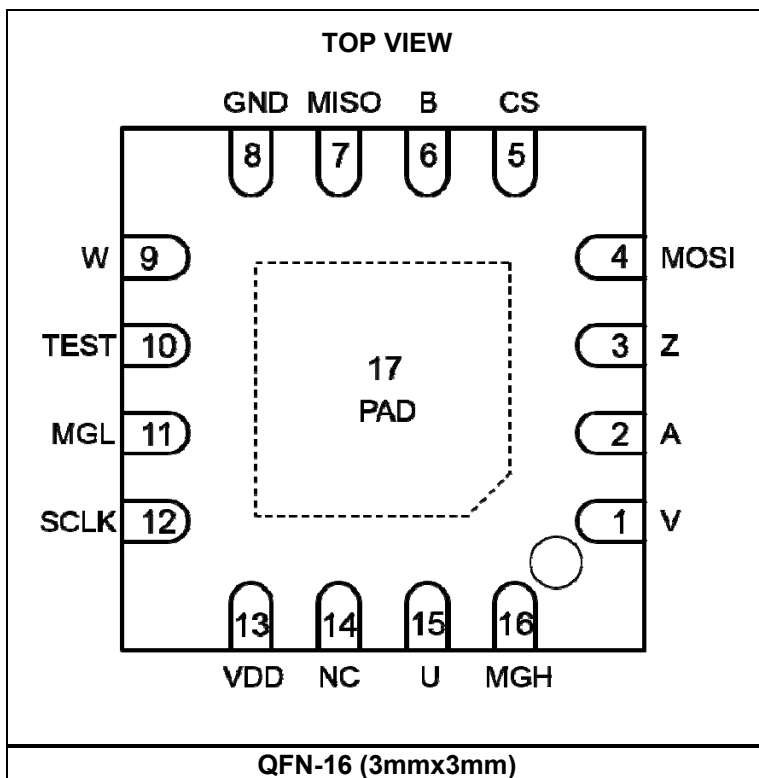 TOP VIEW
GND MISO B CS
8 7 6 5
W 9 4 MOSI
TEST 10 3 Z
17
PAD
MGL 11 2 A
SCLK 12 1 V
13 14 15 16
VDD NC U MGH
QFN-16 (3mmx3mm)